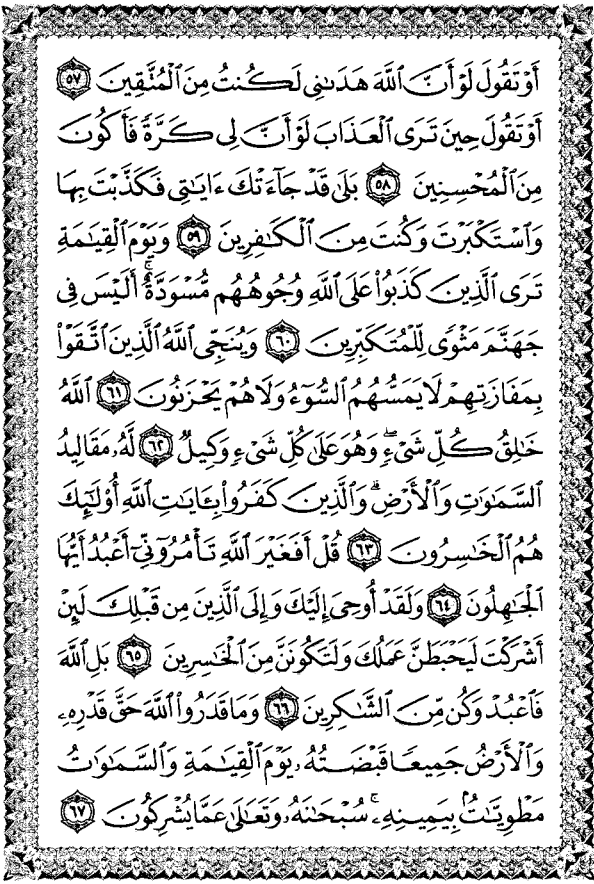 أَوْ تَقُولَ لَوْ أَنَّ ٱللَّهَ هَدَىٰنِى لَكُنتُ مِنَ ٱلْمُتَّقِينَ ٥٧
أَوْ تَقُولَ حِينَ تَرَى ٱلْعَذَابَ لَوْ أَنَّ لِى كَرَّةً فَأَكُونَ
مِنَ ٱلْمُحْسِنِينَ ٥٨ بَلَىٰ قَدْ جَآءَتْكَ ءَايَٰتِى فَكَذَّبْتَ بِهَا
وَٱسْتَكْبَرْتَ وَكُنتَ مِنَ ٱلْكَٰفِرِينَ ٥٩ وَيَوْمَ ٱلْقِيَٰمَةِ
تَرَى ٱلَّذِينَ كَذَبُوا۟ عَلَى ٱللَّهِ وُجُوهُهُم مُّسْوَدَّةٌ ۚ أَلَيْسَ فِى
جَهَنَّمَ مَثْوًى لِّلْمُتَكَبِّرِينَ ٦٠ وَيُنَجِّى ٱللَّهُ ٱلَّذِينَ ٱتَّقَوْا۟
بِمَفَازَتِهِمْ لَا يَمَسُّهُمُ ٱلسُّوٓءُ وَلَا هُمْ يَحْزَنُونَ ٦١ ٱللَّهُ
خَٰلِقُ كُلِّ شَىْءٍ ۖ وَهُوَ عَلَىٰ كُلِّ شَىْءٍ وَكِيلٌ ٦٢ لَّهُۥ مَقَالِيدُ
ٱلسَّمَٰوَٰتِ وَٱلْأَرْضِ ۗ وَٱلَّذِينَ كَفَرُوا۟ بِـَٔايَٰتِ ٱللَّهِ أُو۟لَٰٓئِكَ
هُمُ ٱلْخَٰسِرُونَ ٦٣ قُلْ أَفَغَيْرَ ٱللَّهِ تَأْمُرُوٓنِّىٓ أَعْبُدُ أَيُّهَا
ٱلْجَٰهِلُونَ ٦٤ وَلَقَدْ أُوحِىَ إِلَيْكَ وَإِلَى ٱلَّذِينَ مِن قَبْلِكَ لَئِنْ
أَشْرَكْتَ لَيَحْبَطَنَّ عَمَلُكَ وَلَتَكُونَنَّ مِنَ ٱلْخَٰسِرِينَ ٦٥ بَلِ ٱللَّهَ
فَٱعْبُدْ وَكُن مِّنَ ٱلشَّٰكِرِينَ ٦٦ وَمَا قَدَرُوا۟ ٱللَّهَ حَقَّ قَدْرِهِۦ
وَٱلْأَرْضُ جَمِيعًا قَبْضَتُهُۥ يَوْمَ ٱلْقِيَٰمَةِ وَٱلسَّمَٰوَٰتُ
مَطْوِيَّٰتٌۢ بِيَمِينِهِۦ ۚ سُبْحَٰنَهُۥ وَتَعَٰلَىٰ عَمَّا يُشْرِكُونَ ٦٧